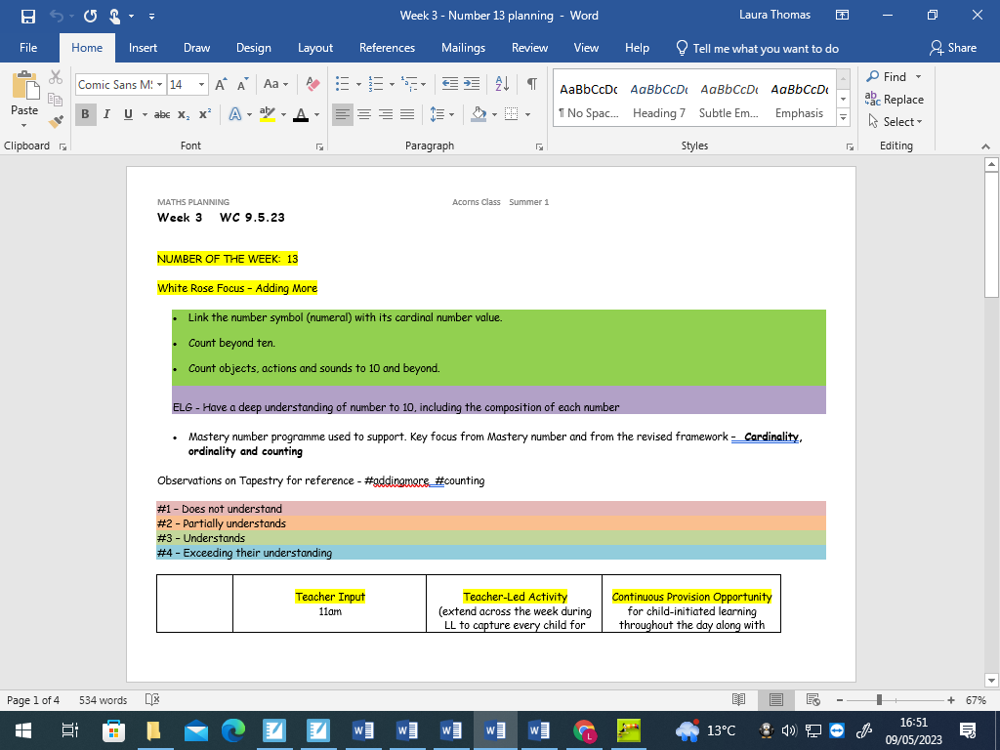 Week 3 - Number 13 planning - Word
Laura Thomas
File Home Insert Draw Design Layout References Mailings Review View Help Tell me what you want to do Share
Paste
Clipboard
Comic Sans M: 14
B I U abc x₂ x²
Font
Paragraph
AaBbCcDc AaBbCcDc AaBbCcDc AaBbCcDc
¶ No Spac... Heading 7 Subtle Em... Emphasis
Styles
Find
Replace
Select
Editing
MATHS PLANNING Acorns Class Summer 1
Week 3 WC 9.5.23
NUMBER OF THE WEEK: 13
White Rose Focus – Adding More
• Link the number symbol (numeral) with its cardinal number value.
• Count beyond ten.
• Count objects, actions and sounds to 10 and beyond.
ELG - Have a deep understanding of number to 10, including the composition of each number
• Mastery number programme used to support. Key focus from Mastery number and from the revised framework – Cardinality,
ordinality and counting
Observations on Tapestry for reference - #addingmore #counting
#1 – Does not understand
#2 – Partially understands
#3 – Understands
#4 – Exceeding their understanding
Teacher Input
11am
Teacher-Led Activity
(extend across the week during
LL to capture every child for
Continuous Provision Opportunity
for child-initiated learning
throughout the day along with
Page 1 of 4 534 words 67%
13°C
16:51
09/05/2023